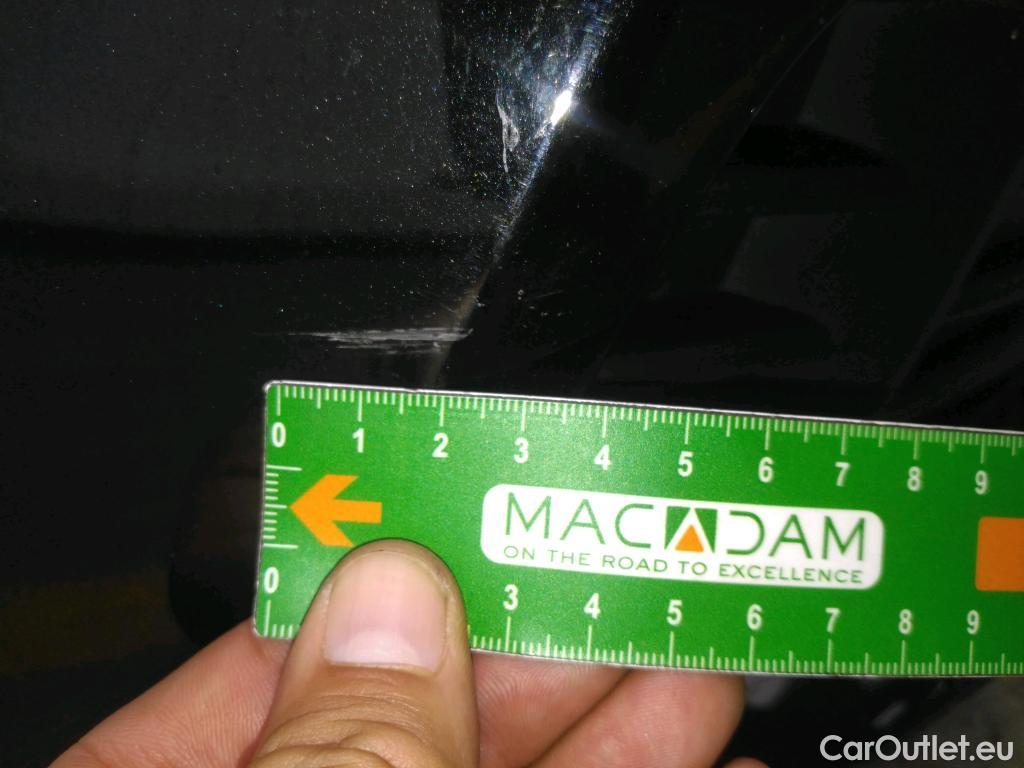 0 1 2 3 4 5 6 7 8 9
MACADAM
ON THE ROAD TO EXCELLENCE
0 3 4 5 6 7 8 9
CarOutlet.eu